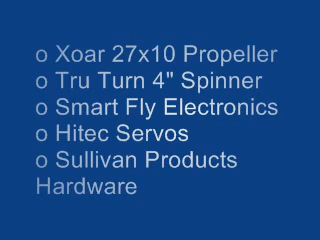 o Xoar 27x10 Propeller
o Tru Turn 4" Spinner
o Smart Fly Electronics
o Hitec Servos
o Sullivan Products
Hardware